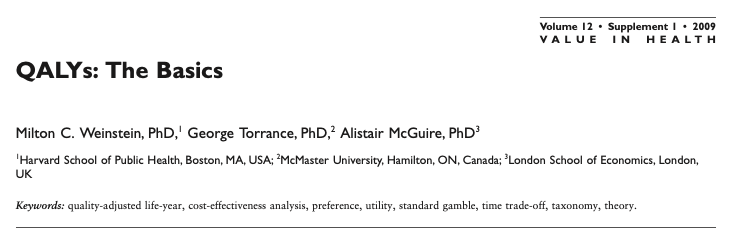 Volume 12 • Supplement 1 • 2009
VALUE IN HEALTH
QALYs: The Basics
Milton C. Weinstein, PhD,1 George Torrance, PhD,2 Alistair McGuire, PhD3
1Harvard School of Public Health, Boston, MA, USA; 2McMaster University, Hamilton, ON, Canada; 3London School of Economics, London,
UK
Keywords: quality-adjusted life-year, cost-effectiveness analysis, preference, utility, standard gamble, time trade-off, taxonomy, theory.